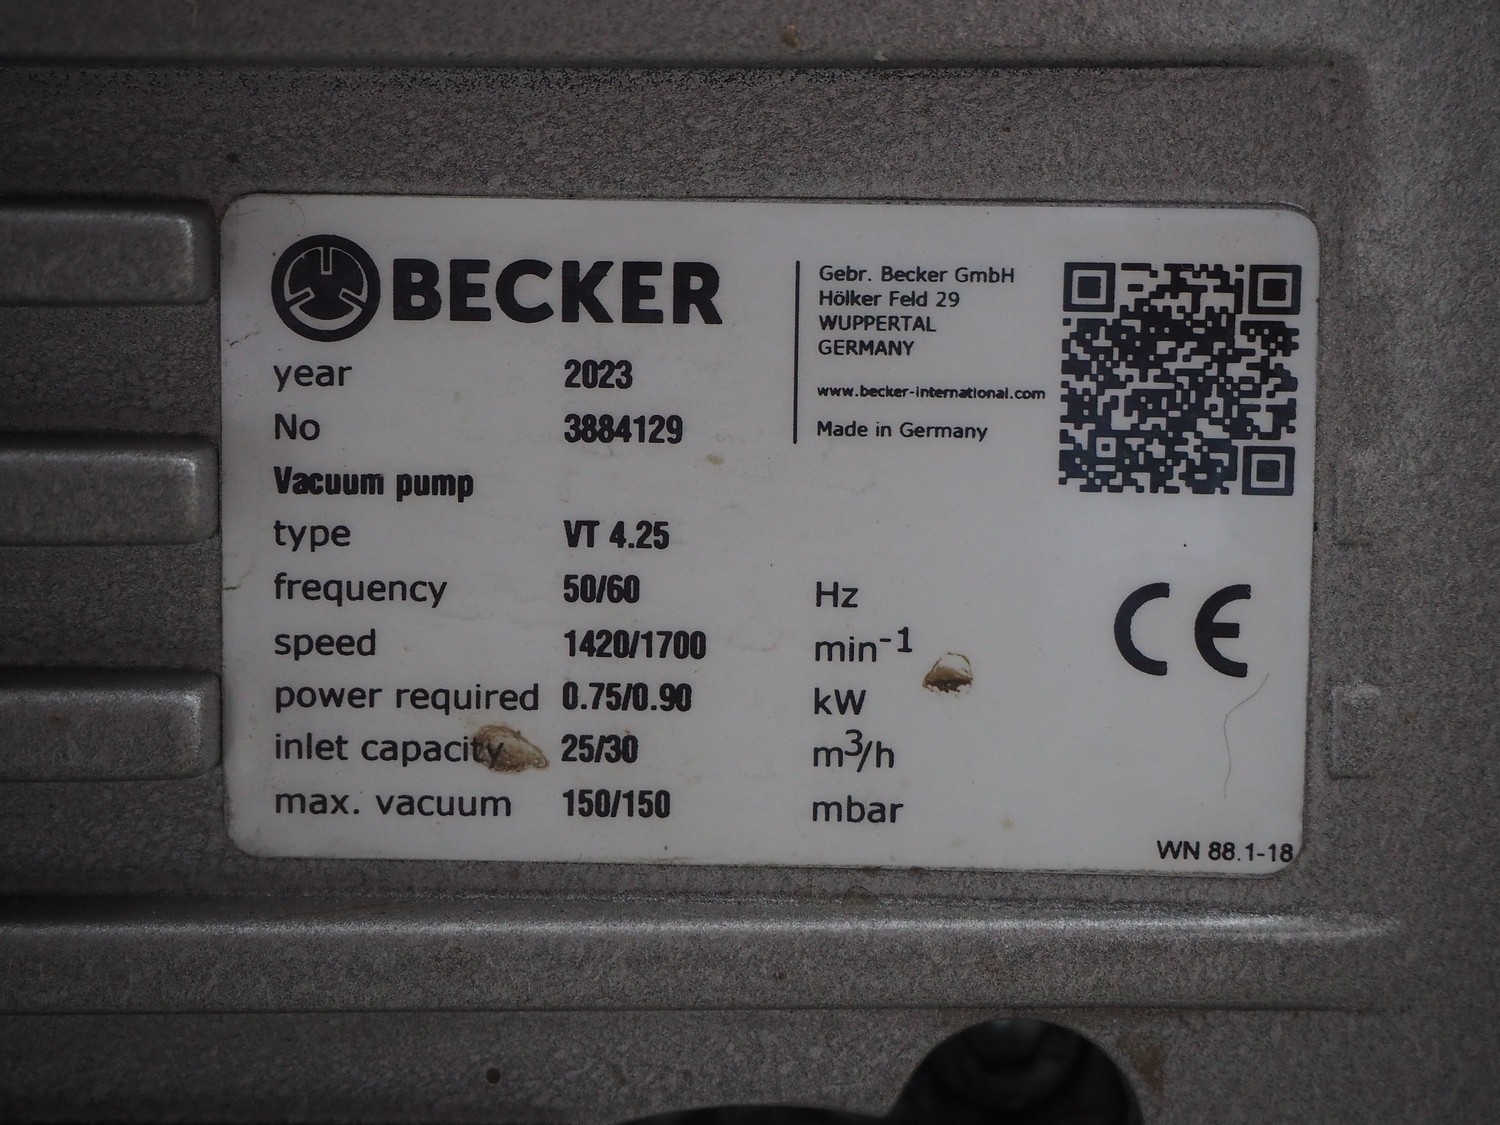 BECKER
year 2023
No 3884129
Vacuum pump
type VT 4.25
frequency 50/60 Hz
speed 1420/1700 min-1
power required 0.75/0.90 kW
inlet capacity 25/30 m3/h
max. vacuum 150/150 mbar
Gebr. Becker GmbH
Hölker Feld 29
WUPPERTAL
GERMANY
www.becker-international.com
Made in Germany
CE
WN 88.1-18